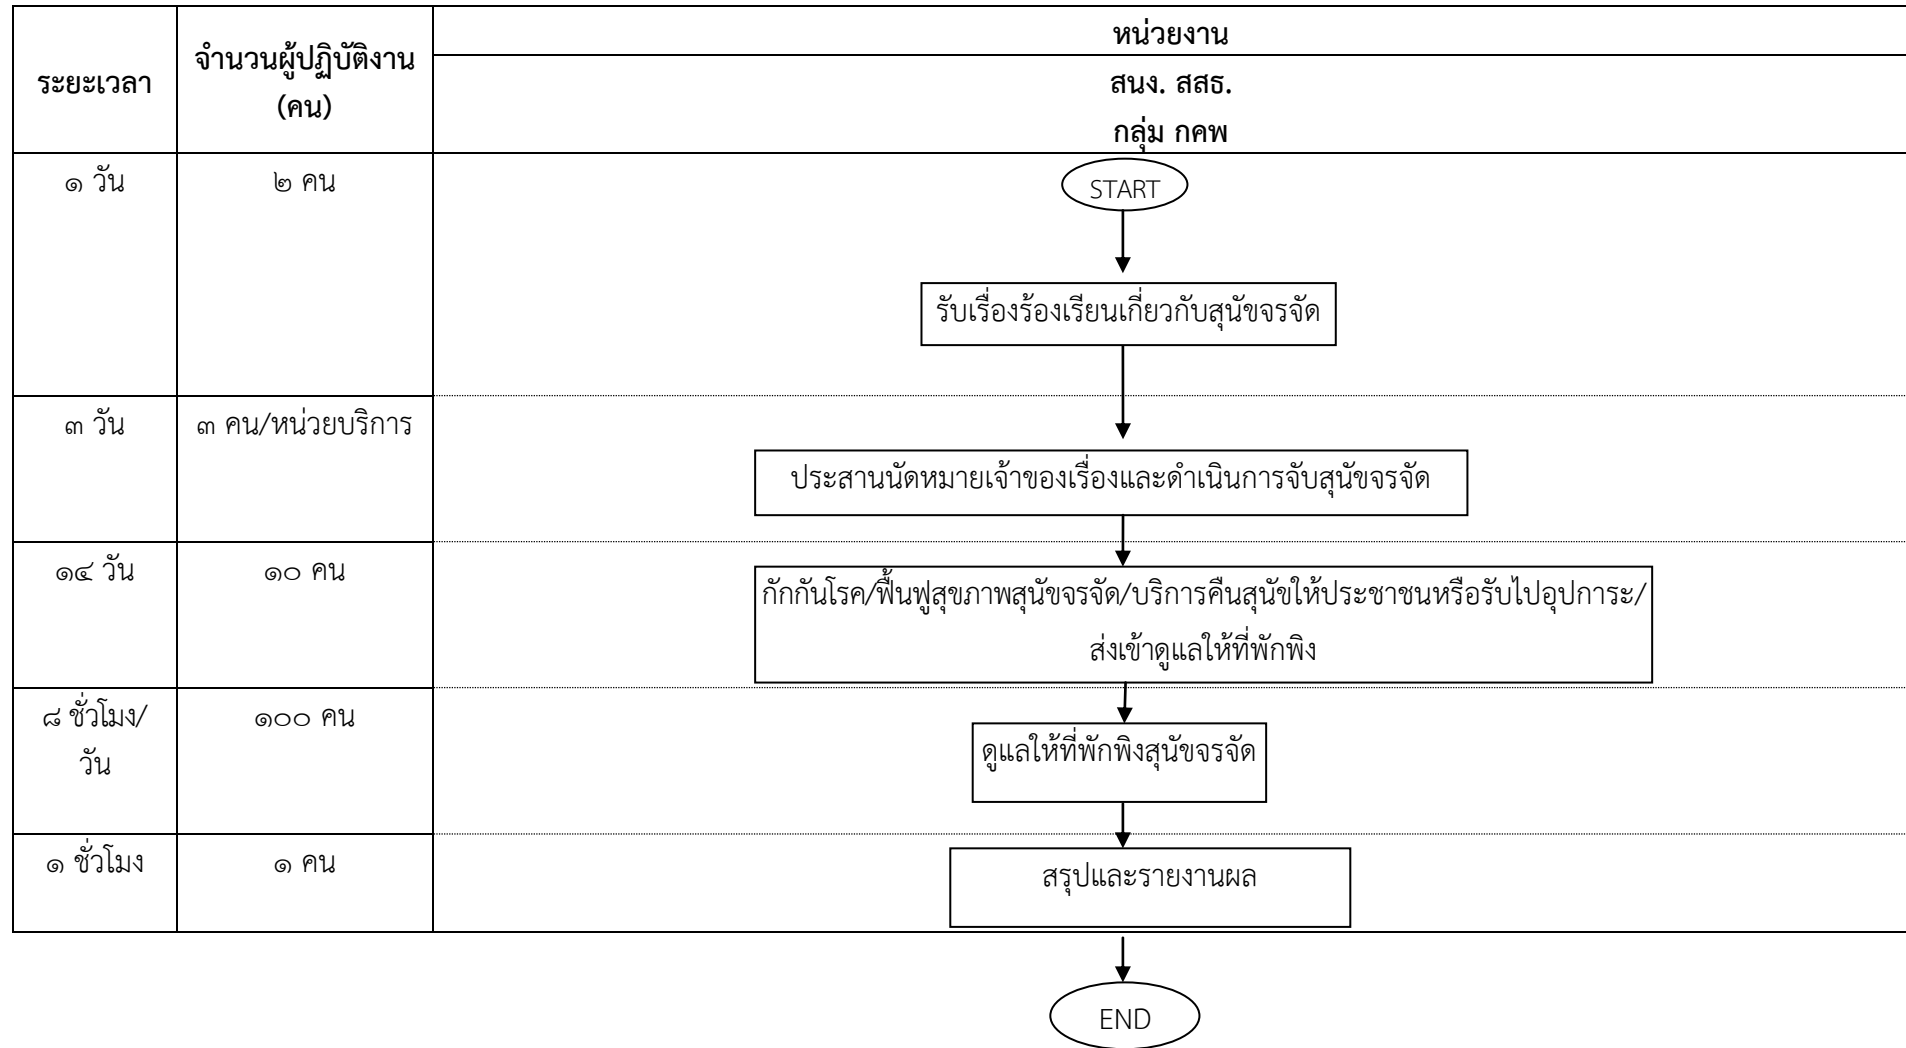 ระยะเวลา
จำนวนผู้ปฏิบัติงาน
(คน)
หน่วยงาน
สนง. สสธ.
กลุ่ม กคพ
๑ วัน
๒ คน
START
รับเรื่องร้องเรียนเกี่ยวกับสุนัขจรจัด
๓ วัน
๓ คน/หน่วยบริการ
ประสานนัดหมายเจ้าของเรื่องและดำเนินการจับสุนัขจรจัด
๑๔ วัน
๑๐ คน
กักกันโรค/ฟื้นฟูสุขภาพสุนัขจรจัด/บริการคืนสุนัขให้ประชาชนหรือรับไปอุปการะ/
ส่งเข้าดูแลให้ที่พักพิง
๘ ชั่วโมง/
วัน
๑๐๐ คน
ดูแลให้ที่พักพิงสุนัขจรจัด
๑ ชั่วโมง
๑ คน
สรุปและรายงานผล
END